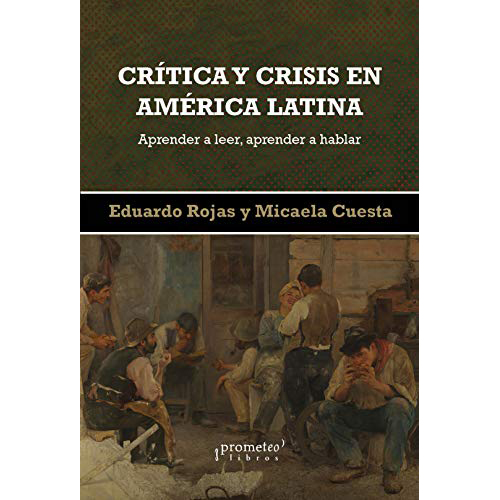 CRÍTICA Y CRISIS EN
AMÉRICA LATINA
Aprender a leer, aprender a hablar
Eduardo Rojas y Micaela Cuesta
prometeo
libros